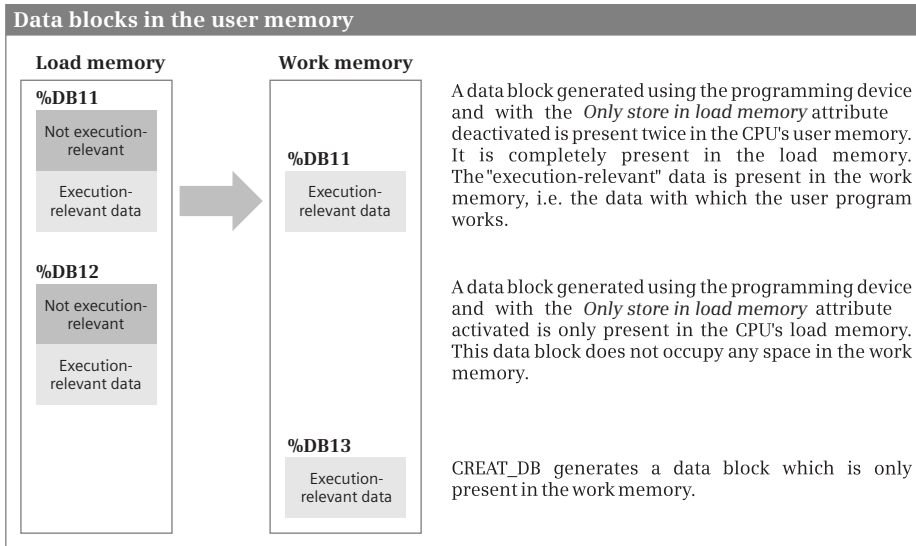 Data blocks in the user memory
Load memory
Work memory
%DB11
Not execution-
relevant
Execution-
relevant data
%DB11
Execution-
relevant data
A data block generated using the programming device
and with the Only store in load memory attribute
deactivated is present twice in the CPU's user memory.
It is completely present in the load memory.
The "execution-relevant" data is present in the work
memory, i.e. the data with which the user program
works.
%DB12
Not execution-
relevant
Execution-
relevant data
A data block generated using the programming device
and with the Only store in load memory attribute
activated is only present in the CPU's load memory.
This data block does not occupy any space in the work
memory.
%DB13
Execution-
relevant data
CREAT_DB generates a data block which is only
present in the work memory.